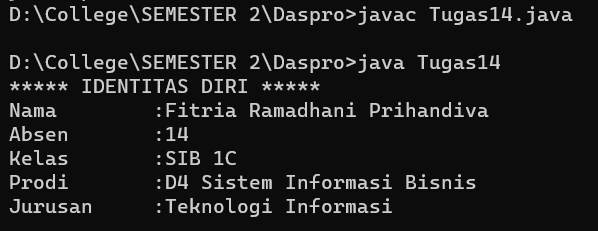 D:\College\SEMESTER 2\Daspro>javac Tugas14.java
D:\College\SEMESTER 2\Daspro>java Tugas14
***** IDENTITAS DIRI *****
Nama        :Fitria Ramadhani Prihandiva
Absen       :14
Kelas       :SIB 1C
Prodi       :D4 Sistem Informasi Bisnis
Jurusan     :Teknologi Informasi